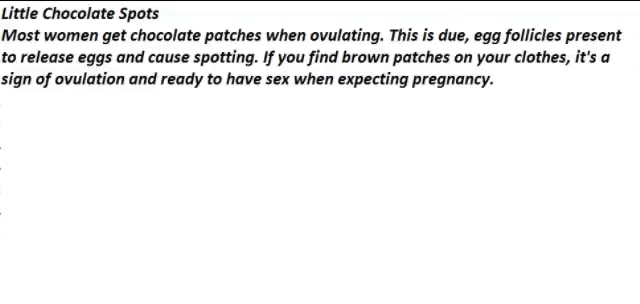 Little Chocolate Spots
Most women get chocolate patches when ovulating. This is due, egg follicles present
to release eggs and cause spotting. If you find brown patches on your clothes, it's a
sign of ovulation and ready to have sex when expecting pregnancy.